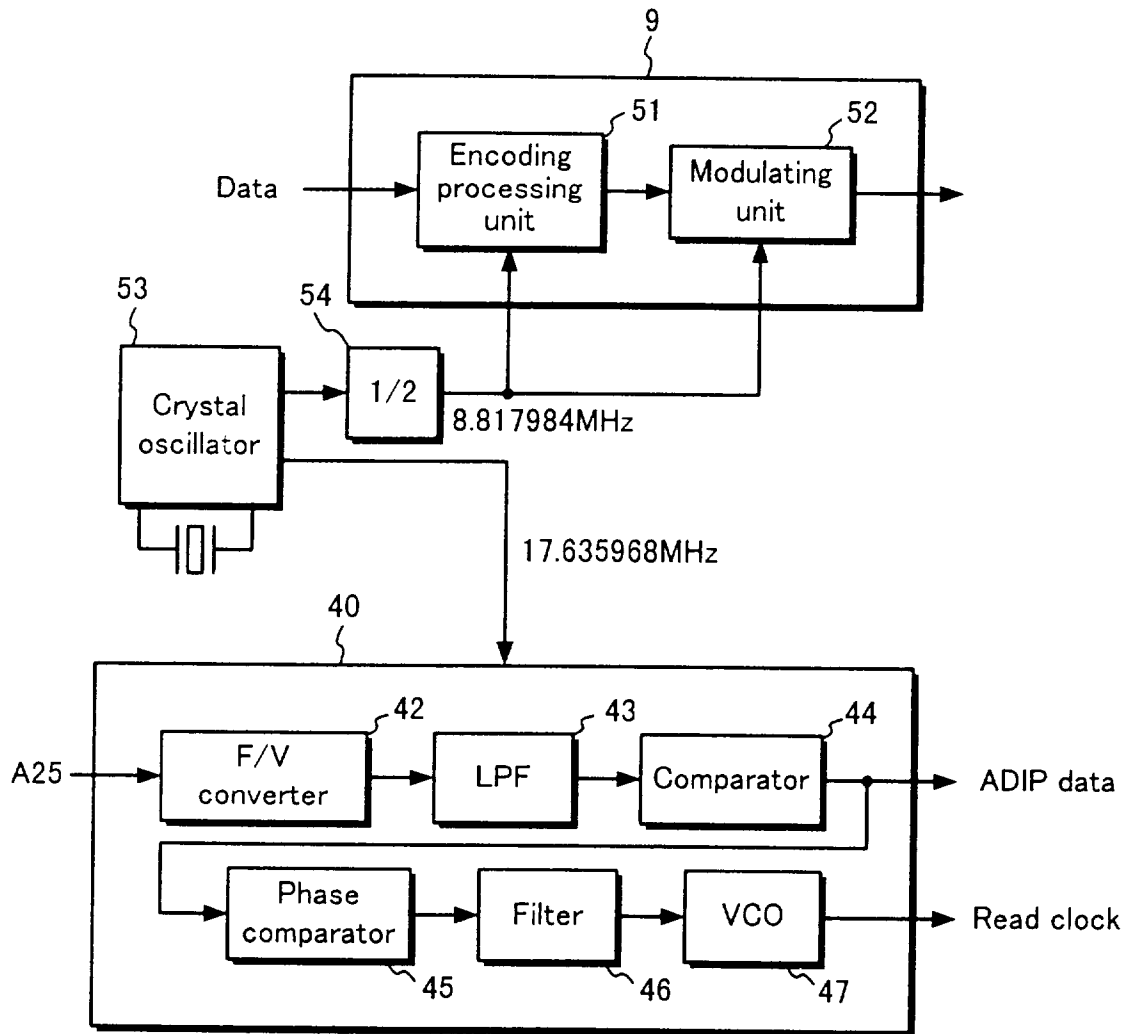 9
51
52
Data
Encoding
processing
unit
Modulating
unit
53
54
Crystal
oscillator
1/2
8.817984MHz
17.635968MHz
40
42
43
44
A25
F/V
converter
LPF
Comparator
ADIP data
Phase
comparator
Filter
VCO
Read clock
45
46
47